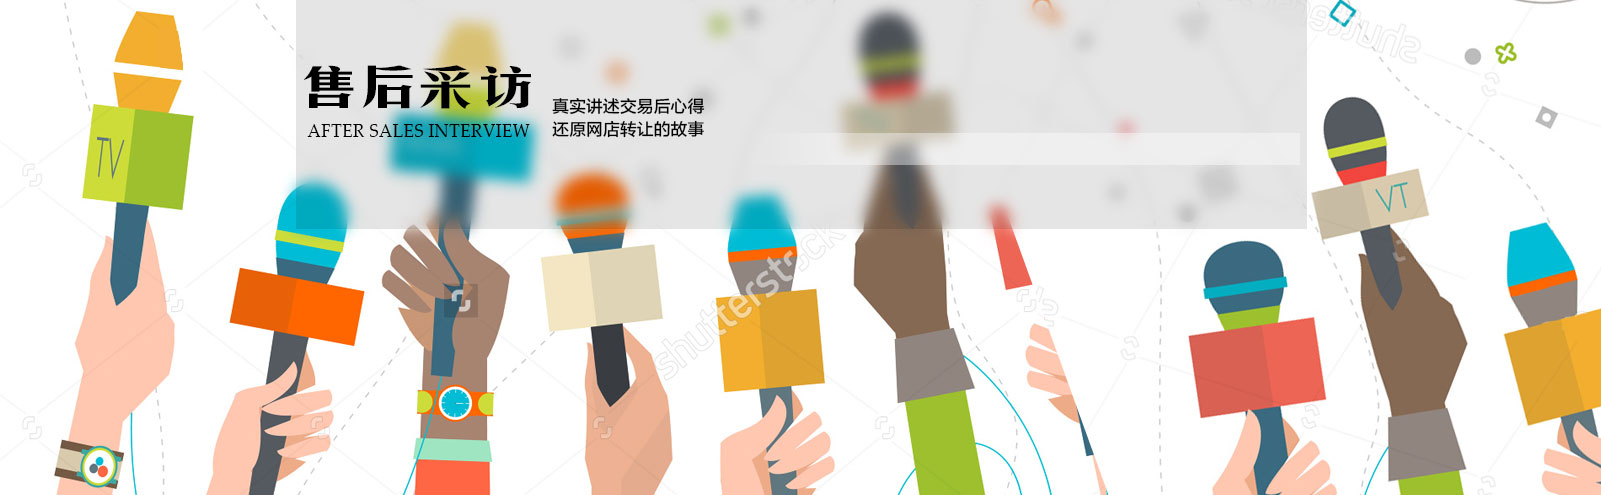 售后采访
AFTER SALES INTERVIEW
真实讲述交易后心得
还原网店转让的故事
TV
VT
shutterstock
shutterstock